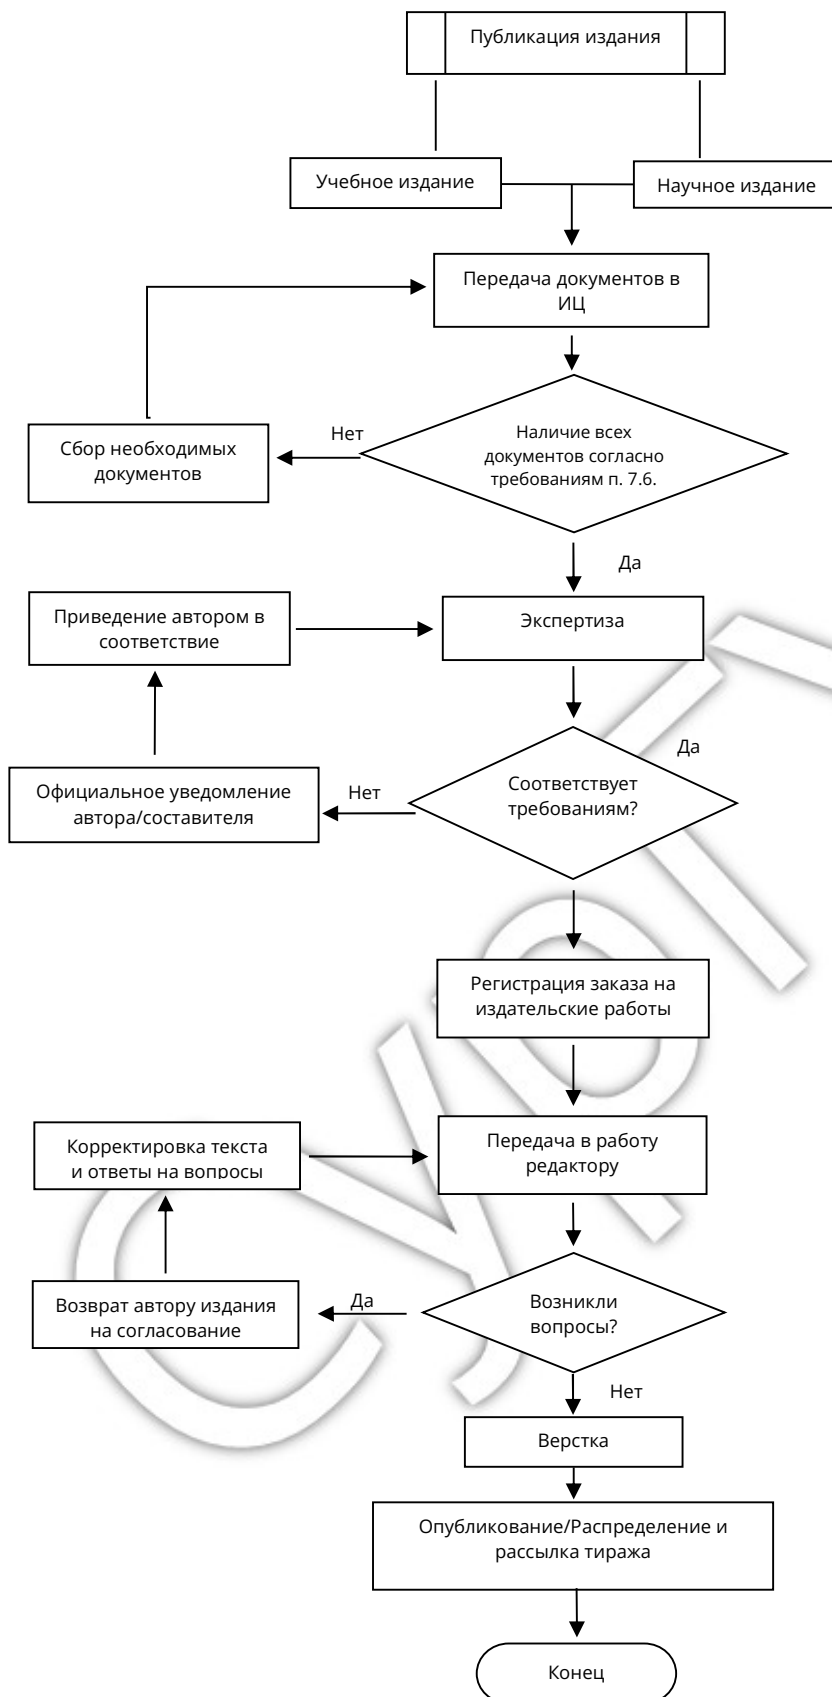 Публикация издания
Учебное издание
Научное издание
Передача документов в
ИЦ
Нет
Наличие всех
документов согласно
требованиям п. 7.6.
Сбор необходимых
документов
Да
Приведение автором в
соответствие
Экспертиза
Да
Соответствует
требованиям?
Нет
Официальное уведомление
автора/составителя
Регистрация заказа на
издательские работы
Корректировка текста
и ответы на вопросы
Передача в работу
редактору
Возникли
вопросы?
Да
Возврат автору издания
на согласование
Нет
Верстка
Опубликование/Распределение и
рассылка тиража
Конец